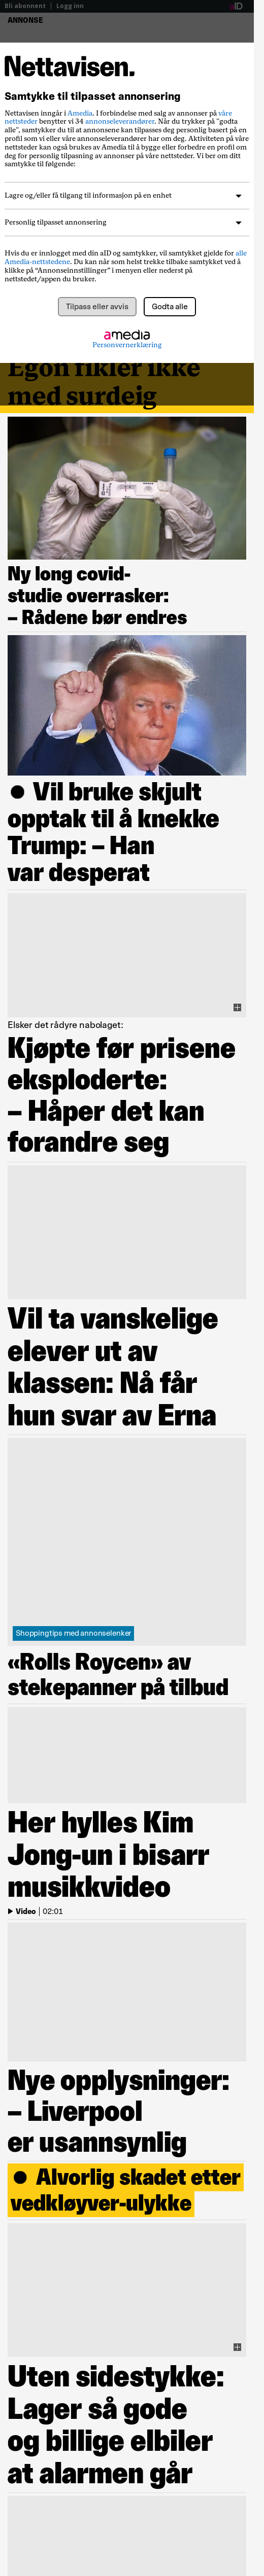 Bli abonnent | Logg inn
aID
ANNONSE
Nettavisen.
Samtykke til tilpasset annonsering
Nettavisen inngår i Amedia. I forbindelse med salg av annonser på våre
nettsteder benytter vi 34 annonseleverandører. Når du trykker på "godta
alle", samtykker du til at annonsene kan tilpasses deg personlig basert på en
profil som vi eller våre annonseleverandører har om deg. Aktiviteten på våre
nettsteder kan også brukes av Amedia til å bygge eller forbedre en profil om
deg for personlig tilpasning av annonser på våre nettsteder. Vi ber om ditt
samtykke til følgende:
Lagre og/eller få tilgang til informasjon på en enhet
Personlig tilpasset annonsering
Hvis du er innlogget med din aID og samtykker, vil samtykket gjelde for alle
Amedia-nettstedene. Du kan når som helst trekke tilbake samtykket ved å
klikke på “Annonseinnstillinger” i menyen eller nederst på
nettstedet/appen du bruker.
Tilpass eller avvis
Godta alle
amedia
Personvernerklæring
Egon fikler ikke
med surdeig
Ny long covid-
studie overrasker:
– Rådene bør endres
● Vil bruke skjult
opptak til å knekke
Trump: – Han
var desperat
Elsker det rådyre nabolaget:
Kjøpte før prisene
eksploderte:
– Håper det kan
forandre seg
Vil ta vanskelige
elever ut av
klassen: Nå får
hun svar av Erna
Shoppingtips med annonselenker
«Rolls Roycen» av
stekepanner på tilbud
Her hylles Kim
Jong-un i bisarr
musikkvideo
Video | 02:01
Nye opplysninger:
– Liverpool
er usannsynlig
● Alvorlig skadet etter
vedkløyver-ulykke
Uten sidestykke:
Lager så gode
og billige elbiler
at alarmen går